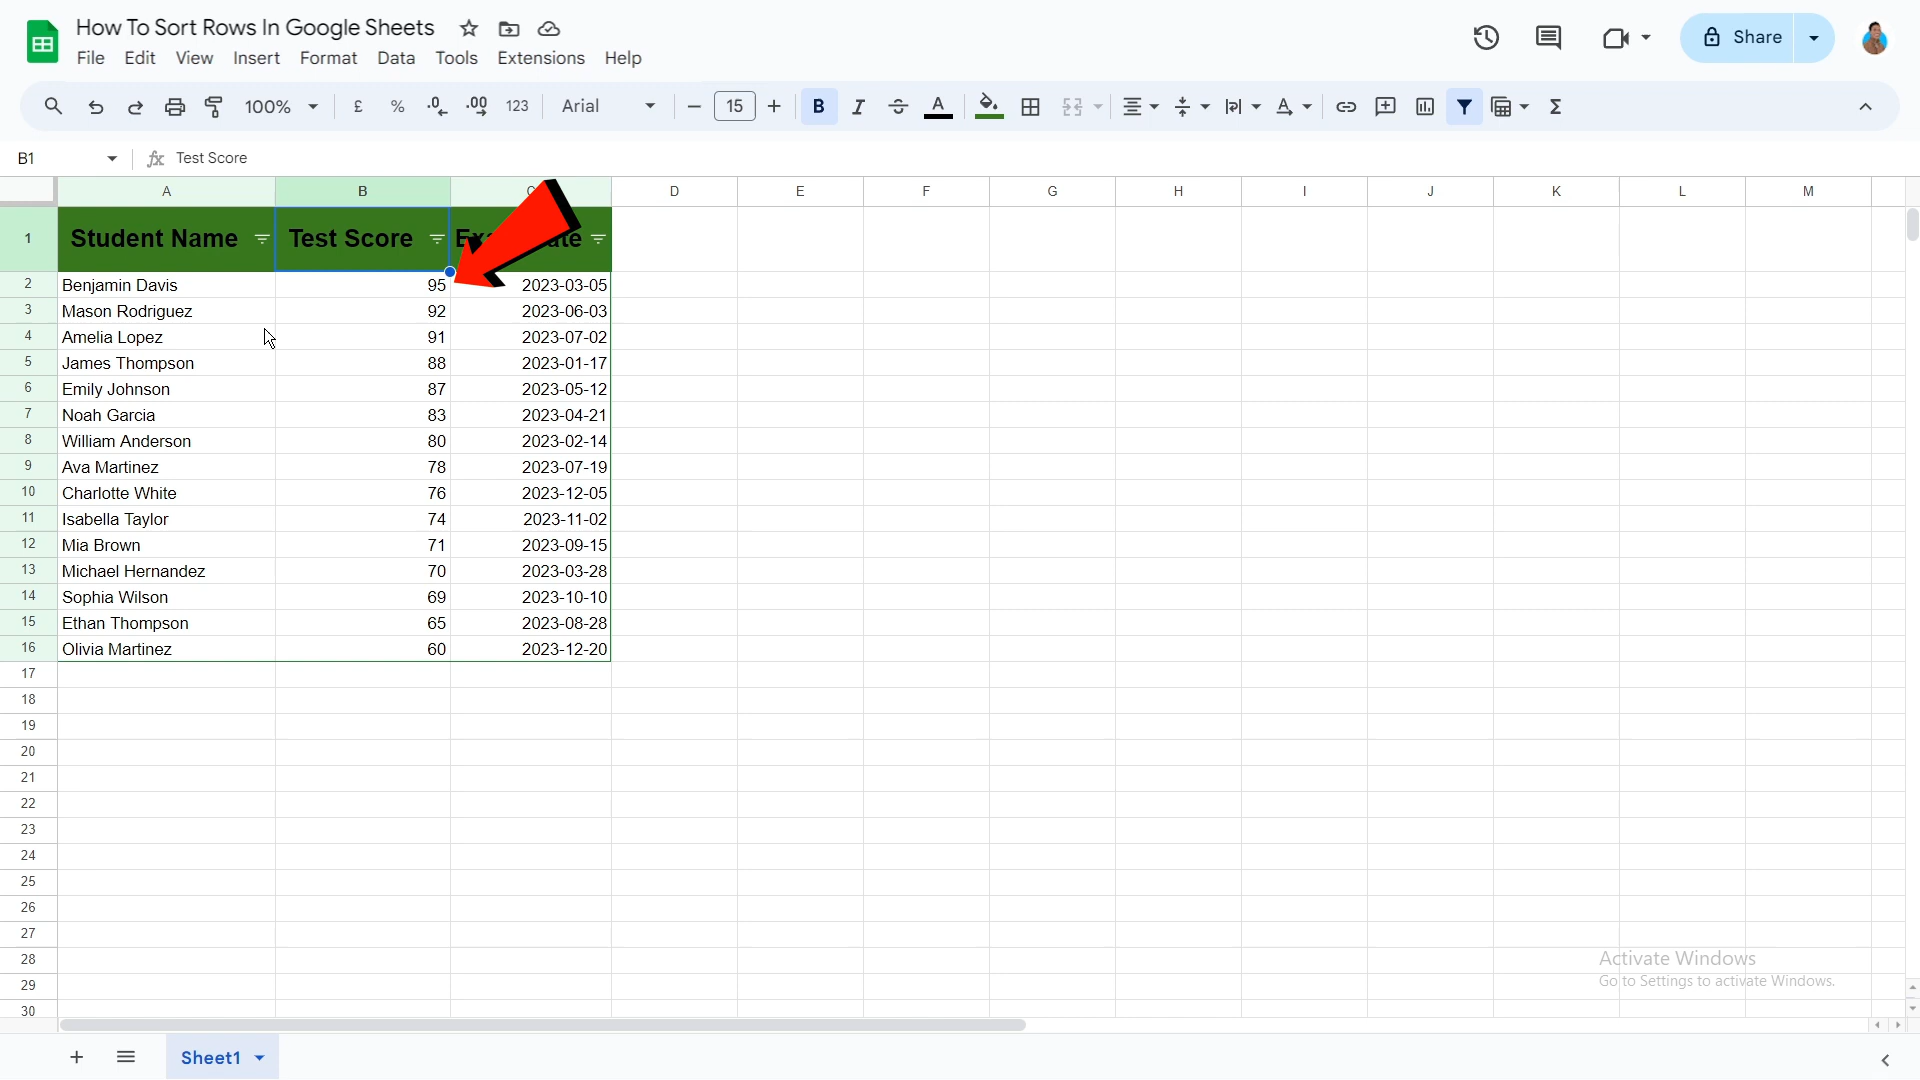 How To Sort Rows In Google Sheets
File Edit View Insert Format Data Tools Extensions Help
Share
100% £ % .0 .00 123 Arial 15 B I S A A Σ
B1 fx Test Score
A B C D E F G H I J K L M
1 Student Name Test Score
2 Benjamin Davis 95 2023-03-05
3 Mason Rodriguez 92 2023-06-03
4 Amelia Lopez 91 2023-07-02
5 James Thompson 88 2023-01-17
6 Emily Johnson 87 2023-05-12
7 Noah Garcia 83 2023-04-21
8 William Anderson 80 2023-02-14
9 Ava Martinez 78 2023-07-19
10 Charlotte White 76 2023-12-05
11 Isabella Taylor 74 2023-11-02
12 Mia Brown 71 2023-09-15
13 Michael Hernandez 70 2023-03-28
14 Sophia Wilson 69 2023-10-10
15 Ethan Thompson 65 2023-08-28
16 Olivia Martinez 60 2023-12-20
17
18
19
20
21
22
23
24
25
26
27
28
29
30
Activate Windows
Go to Settings to activate Windows.
Sheet1